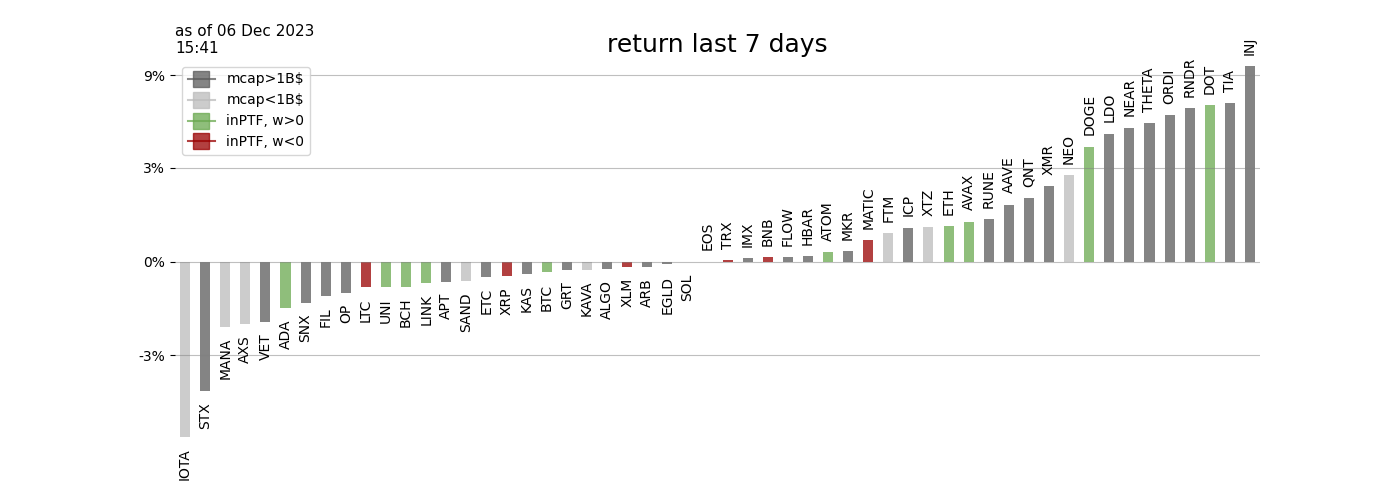 as of 06 Dec 2023
15:41
return last 7 days
mcap>1B$
mcap<1B$
inPTF, w>0
inPTF, w<0
9%
3%
0%
-3%
IOTA
STX
MANA
AXS
VET
ADA
SNX
FIL
OP
LTC
UNI
BCH
LINK
APT
SAND
ETC
XRP
KAS
BTC
GRT
KAVA
ALGO
XLM
ARB
EGLD
SOL
EOS
TRX
IMX
BNB
FLOW
HBAR
ATOM
MKR
MATIC
FTM
ICP
XTZ
ETH
AVAX
RUNE
AAVE
QNT
XMR
NEO
DOGE
LDO
NEAR
THETA
ORDI
RNDR
DOT
TIA
INJ